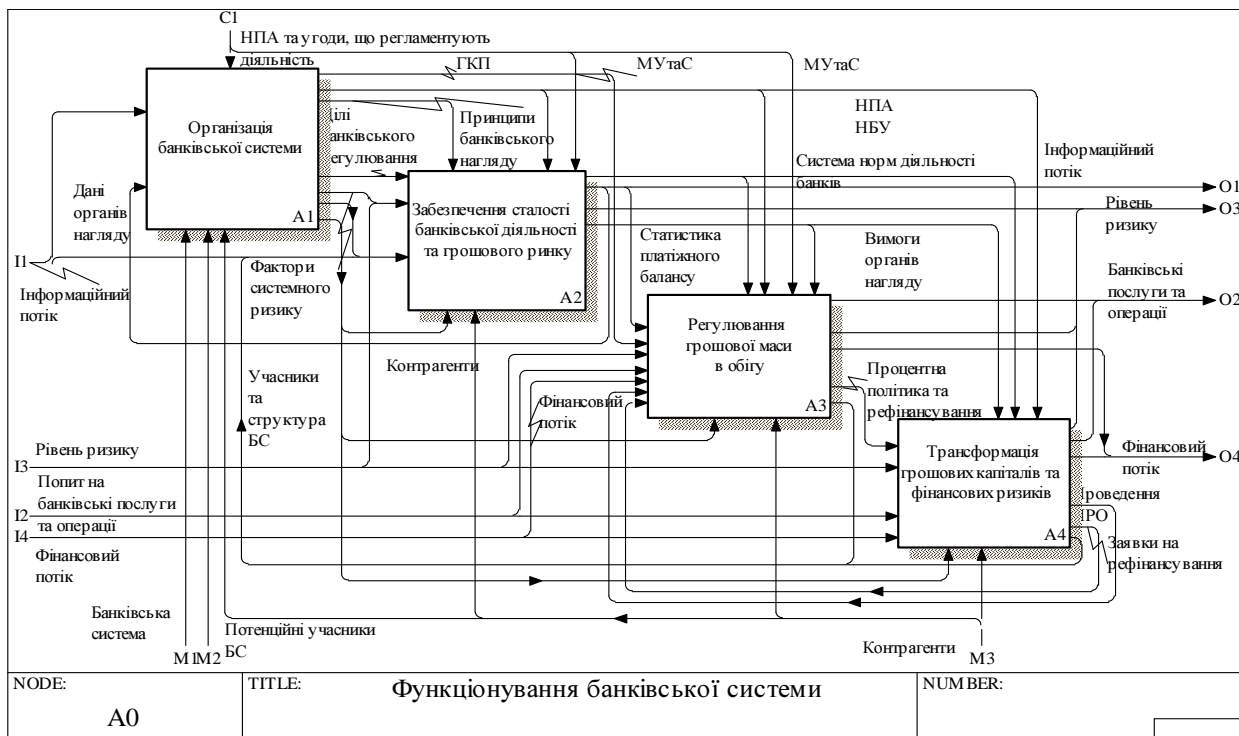 C1
НПА та угоди, що регламентують
діяльність
ГКП
МУтаС
МУтаС
НПА
НБУ
Організація
банківської системи
A1
Цілі
банківського
регулювання
Принципи
банківського
нагляду
Система норм діяльності
банків
Інформаційний
потік
O1
O3
Рівень
ризику
Дані
органів
нагляду
I1
Інформаційний
потік
Фактори
системного
ризику
Забезпечення сталості
банківської діяльності
та грошового ринку
A2
Статистика
платіжного
балансу
Вимоги
органів
нагляду
Банківські
послуги та
операції
O2
Регулювання
грошової маси
в обігу
A3
Контрагенти
Учасники
та
структура
БС
Фінансовий
потік
Процентна
політика та
рефінансування
I3
Рівень ризику
Попит на
банківські послуги
та операції
I2
I4
Фінансовий
потік
Трансформація
грошових капіталів та
фінансових ризиків
A4
Фінансовий
потік
O4
Проведення
ІРО
Заявки на
рефінансування
Банківська
система
M1
M2
Потенційні учасники
БС
Контрагенти
M3
NODE:
A0
TITLE:
Функціонування банківської системи
NUMBER: